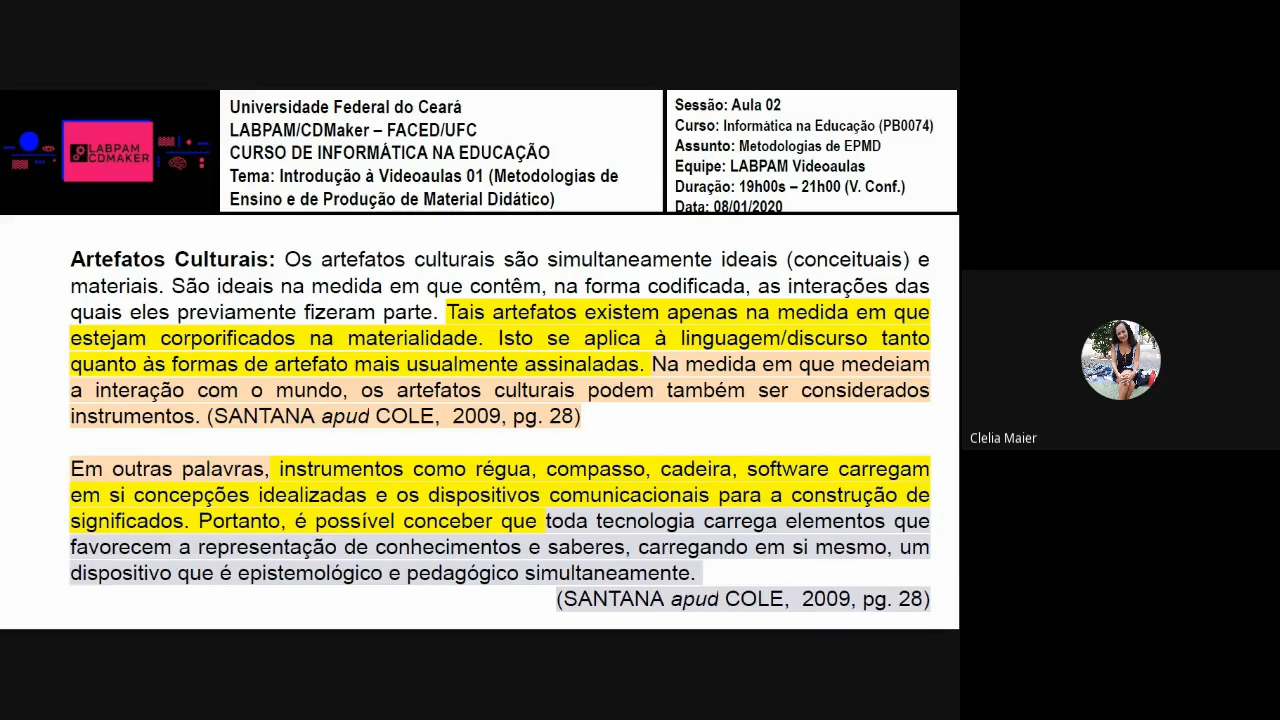 LABPAM
CDMAKER
Universidade Federal do Ceará
LABPAM/CDMaker – FACED/UFC
CURSO DE INFORMÁTICA NA EDUCAÇÃO
Tema: Introdução à Videoaulas 01 (Metodologias de
Ensino e de Produção de Material Didático)
Sessão: Aula 02
Curso: Informática na Educação (PB0074)
Assunto: Metodologias de EPMD
Equipe: LABPAM Videoaulas
Duração: 19h00s – 21h00 (V. Conf.)
Data: 08/01/2020
Artefatos Culturais: Os artefatos culturais são simultaneamente ideais (conceituais) e
materiais. São ideais na medida em que contêm, na forma codificada, as interações das
quais eles previamente fizeram parte. Tais artefatos existem apenas na medida em que
estejam corporificados na materialidade. Isto se aplica à linguagem/discurso tanto
quanto às formas de artefato mais usualmente assinaladas. Na medida em que medeiam
a interação com o mundo, os artefatos culturais podem também ser considerados
instrumentos. (SANTANA apud COLE, 2009, pg. 28)
Em outras palavras, instrumentos como régua, compasso, cadeira, software carregam
em si concepções idealizadas e os dispositivos comunicacionais para a construção de
significados. Portanto, é possível conceber que toda tecnologia carrega elementos que
favorecem a representação de conhecimentos e saberes, carregando em si mesmo, um
dispositivo que é epistemológico e pedagógico simultaneamente.
(SANTANA apud COLE, 2009, pg. 28)
Clelia Maier